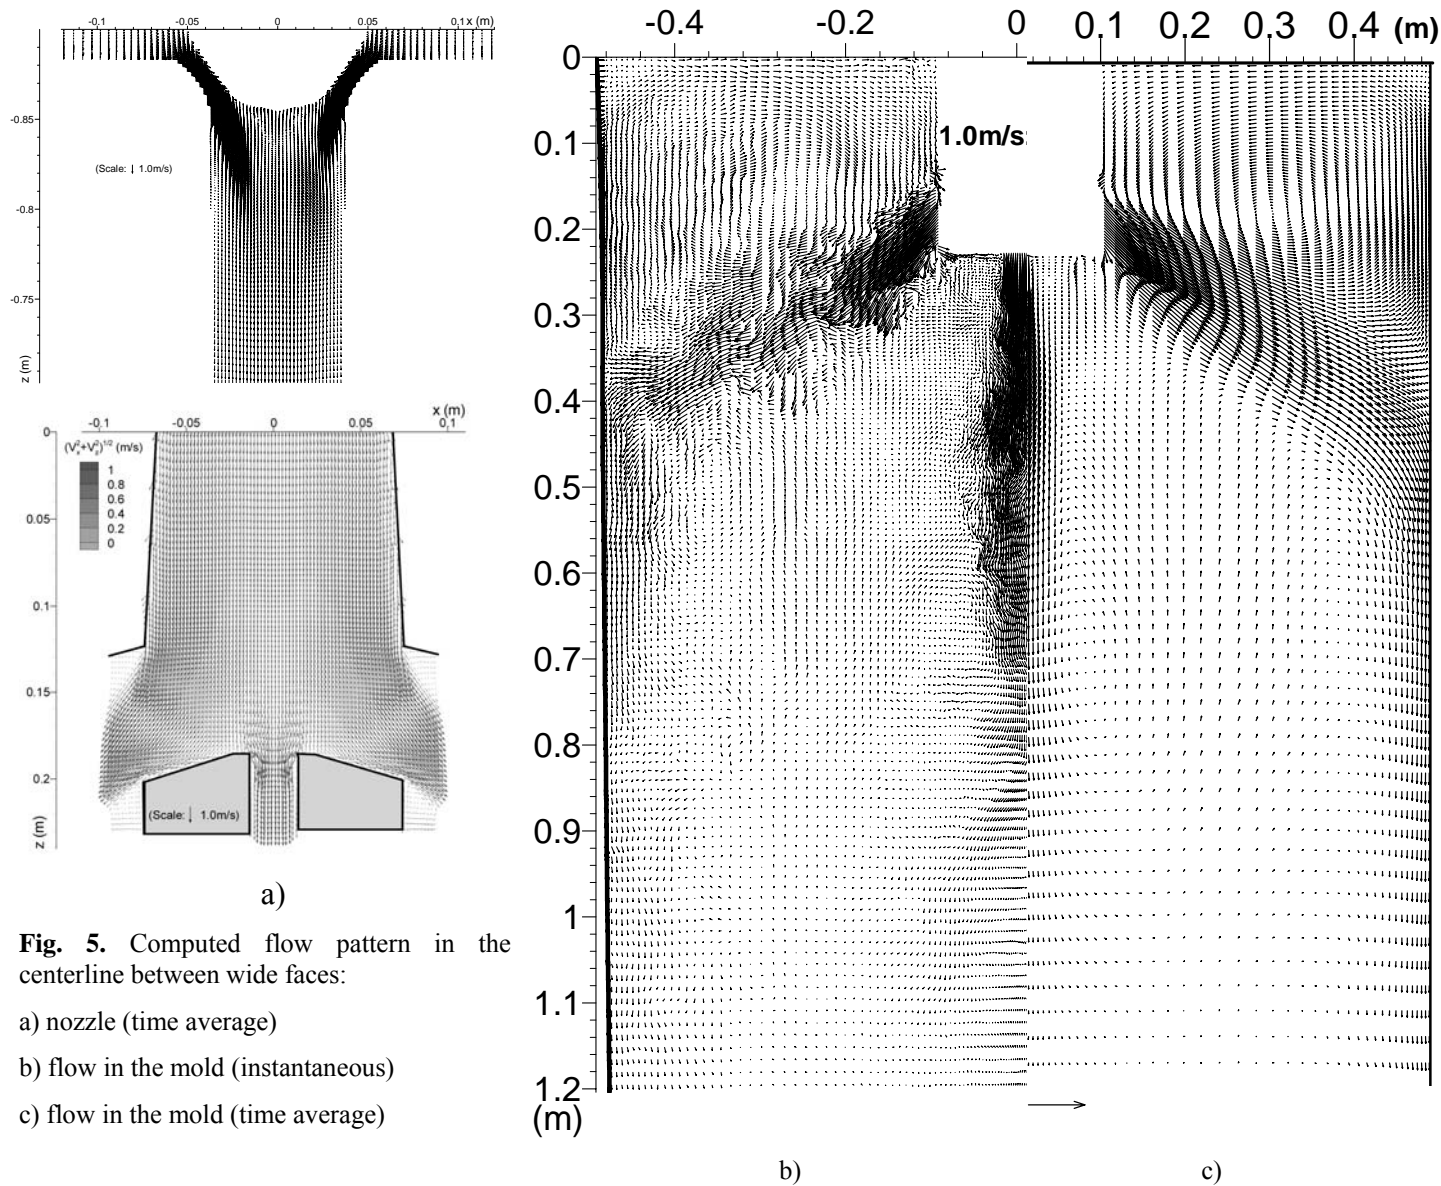 -0.1 -0.05 0 0.05 0.1 x (m)
-0.85
(Scale: ↓ 1.0m/s)
-0.8
-0.75
z (m)
x (m)
-0.1 -0.05 0 0.05 0.1
0
(V²x+V²z)^1/2 (m/s)
1
0.8
0.6
0.4
0.2
0
0.05
0.1
0.15
0.2
(Scale: ↓ 1.0m/s)
z (m)
a)
Fig. 5. Computed flow pattern in the
centerline between wide faces:
a) nozzle (time average)
b) flow in the mold (instantaneous)
c) flow in the mold (time average)
-0.4 -0.2 0 0.1 0.2 0.3 0.4 (m)
0
0.1
1.0m/s
0.2
0.3
0.4
0.5
0.6
0.7
0.8
0.9
1
1.1
1.2
(m)
b) c)